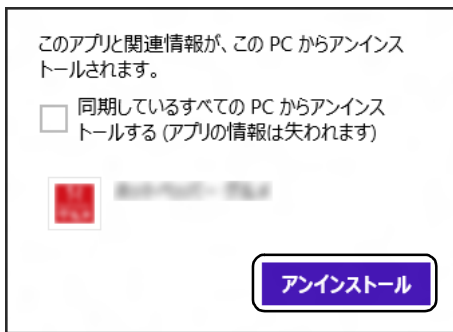 このアプリと関連情報が、この PC からアンインス
トールされます。
同期しているすべての PC からアンインス
トールする (アプリの情報は失われます)
アンインストール